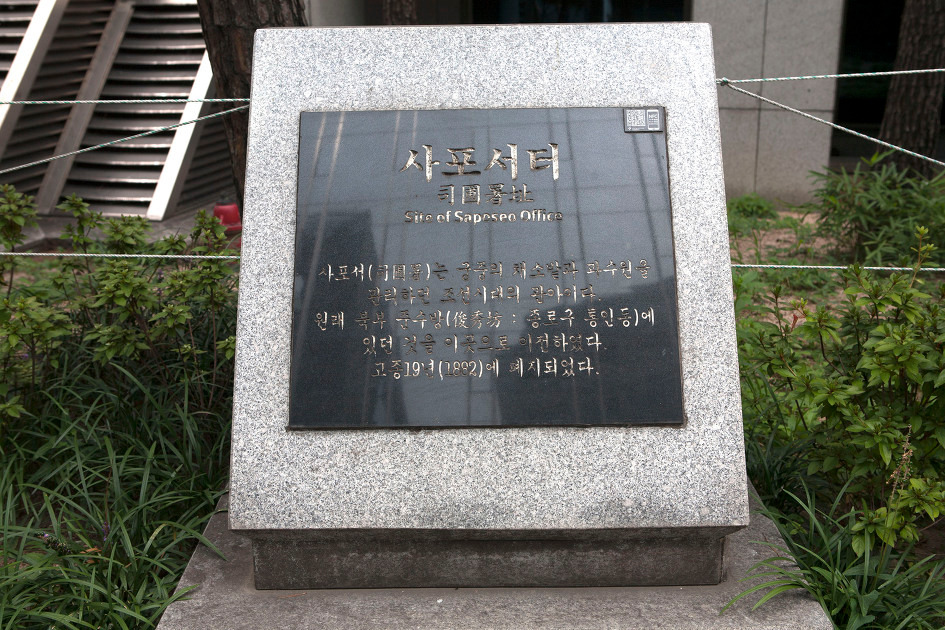 사포서터
司圃署址
Site of Saposeo Office
사포서(司圃署)는 궁중의 채소밭과 과수원을
관리하던 조선시대의 관아이다.
원래 북부 준수방(俊秀坊 : 종로구 통인동)에
있던 것을 이곳으로 이전하였다.
고종19년(1892)에 폐지되었다.